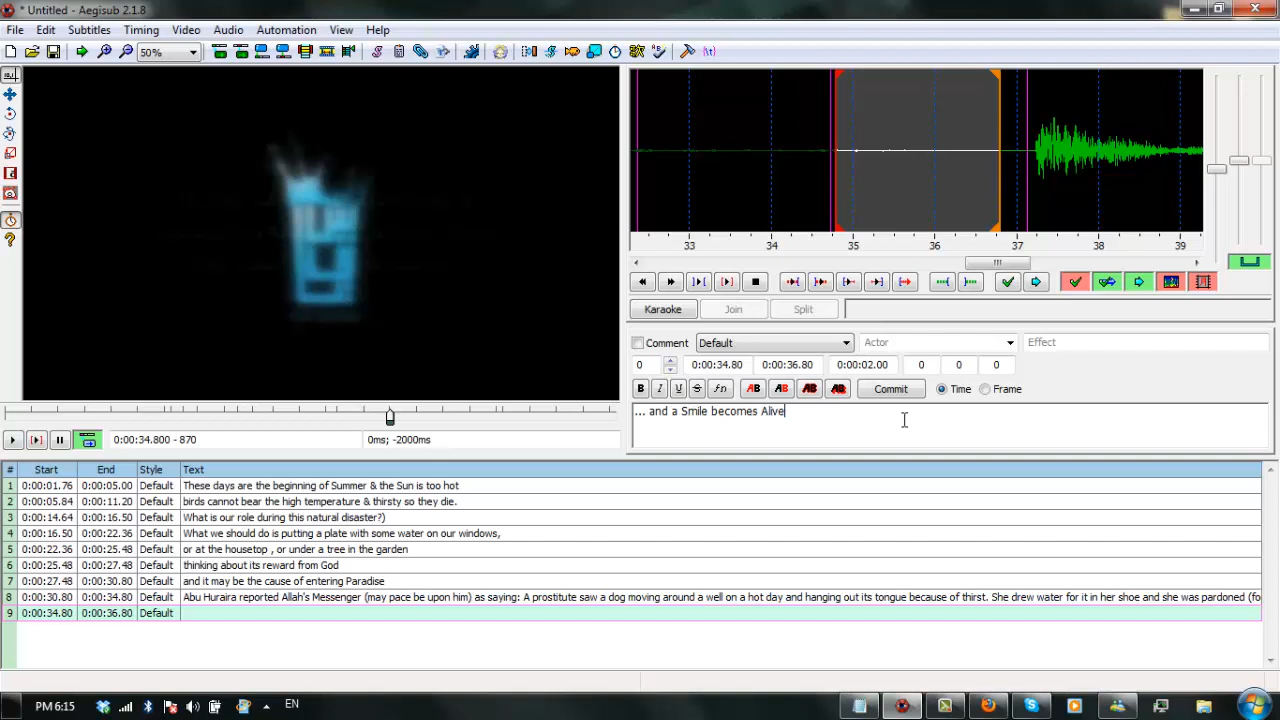 * Untitled - Aegisub 2.1.8
File Edit Subtitles Timing Video Audio Automation View Help
50%
33 34 35 36 37 38 39
Karaoke Join Split
Comment Default Actor Effect
0 0:00:34.80 0:00:36.80 0:00:02.00 0 0 0
B I U S fn AB AB AB AB Commit Time Frame
... and a Smile becomes Alive
0:00:34.800 - 870 0ms; -2000ms
# Start End Style Text
1 0:00:01.76 0:00:05.00 Default These days are the beginning of Summer & the Sun is too hot
2 0:00:05.84 0:00:11.20 Default birds cannot bear the high temperature & thirsty so they die.
3 0:00:14.64 0:00:16.50 Default What is our role during this natural disaster?)
4 0:00:16.50 0:00:22.36 Default What we should do is putting a plate with some water on our windows,
5 0:00:22.36 0:00:25.48 Default or at the housetop , or under a tree in the garden
6 0:00:25.48 0:00:27.48 Default thinking about its reward from God
7 0:00:27.48 0:00:30.80 Default and it may be the cause of entering Paradise
8 0:00:30.80 0:00:34.80 Default Abu Huraira reported Allah's Messenger (may pace be upon him) as saying: A prostitute saw a dog moving around a well on a hot day and hanging out its tongue because of thirst. She drew water for it in her shoe and she was pardoned (fo
9 0:00:34.80 0:00:36.80 Default
PM 6:15 EN